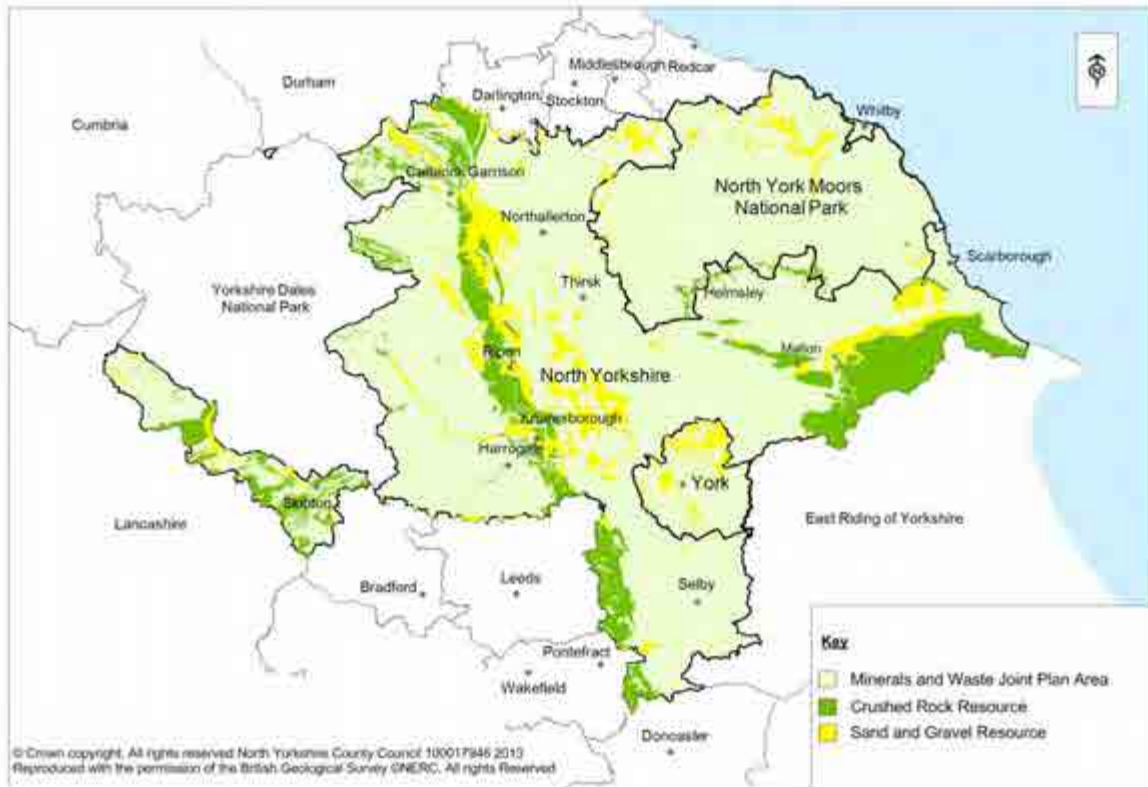 Durham
Cumbria
Darlington
Middlesbrough
Stockton
Redcar
Whitby
Catterick Garrison
North York Moors
National Park
Northallerton
Scarborough
Yorkshire Dales
National Park
Thirsk
Helmsley
Malton
Ripon
North Yorkshire
Knaresborough
Harrogate
York
Skipton
Lancashire
East Riding of Yorkshire
Bradford
Leeds
Selby
Pontefract
Wakefield
Doncaster
Key
Minerals and Waste Joint Plan Area
Crushed Rock Resource
Sand and Gravel Resource
N
© Crown copyright. All rights reserved North Yorkshire County Council 100017946 2013
Reproduced with the permission of the British Geological Survey ©NERC. All rights Reserved